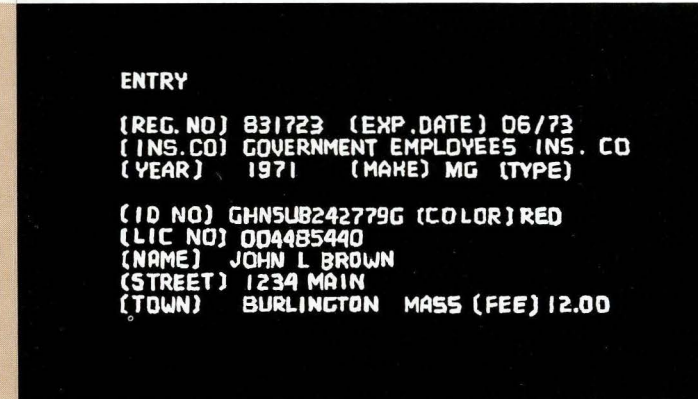 ENTRY
(REG. NO) 831723 (EXP.DATE) 06/73
(INS.CO) GOVERNMENT EMPLOYEES INS. CO
(YEAR) 1971 (MAKE) MG (TYPE)
(ID NO) GHN5UB242779G (COLOR) RED
(LIC NO) 004485440
(NAME) JOHN L BROWN
(STREET) 1234 MAIN
(TOWN) BURLINGTON MASS (FEE) 12.00